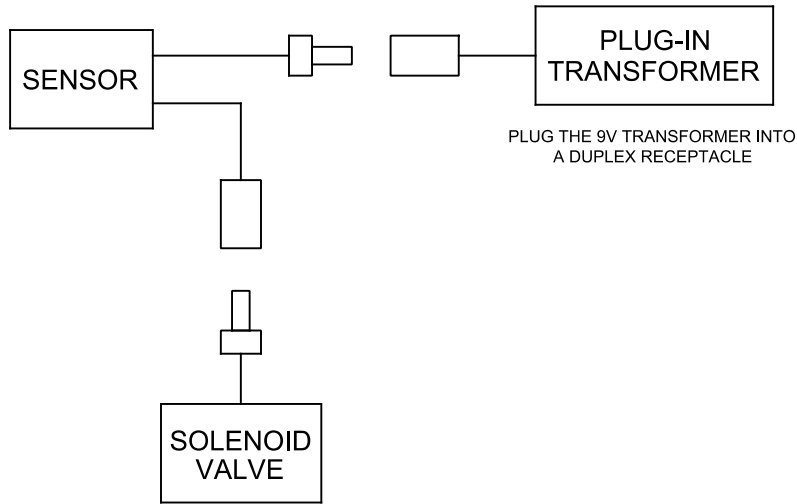 SENSOR
PLUG-IN
TRANSFORMER
PLUG THE 9V TRANSFORMER INTO
A DUPLEX RECEPTACLE
SOLENOID
VALVE